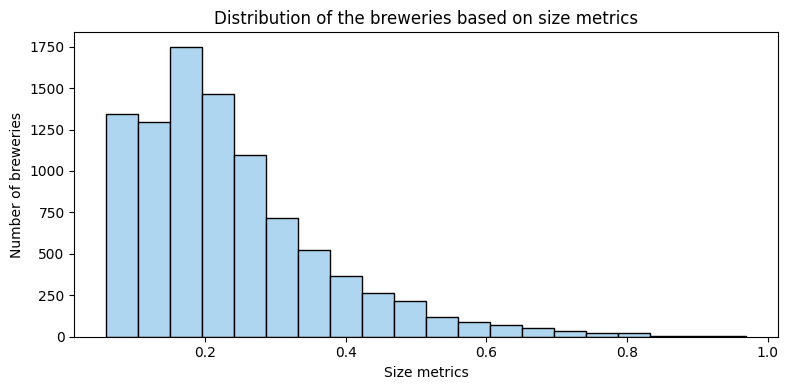 Distribution of the breweries based on size metrics
Number of breweries
1750
1500
1250
1000
750
500
250
0
0.2 0.4 0.6 0.8 1.0
Size metrics